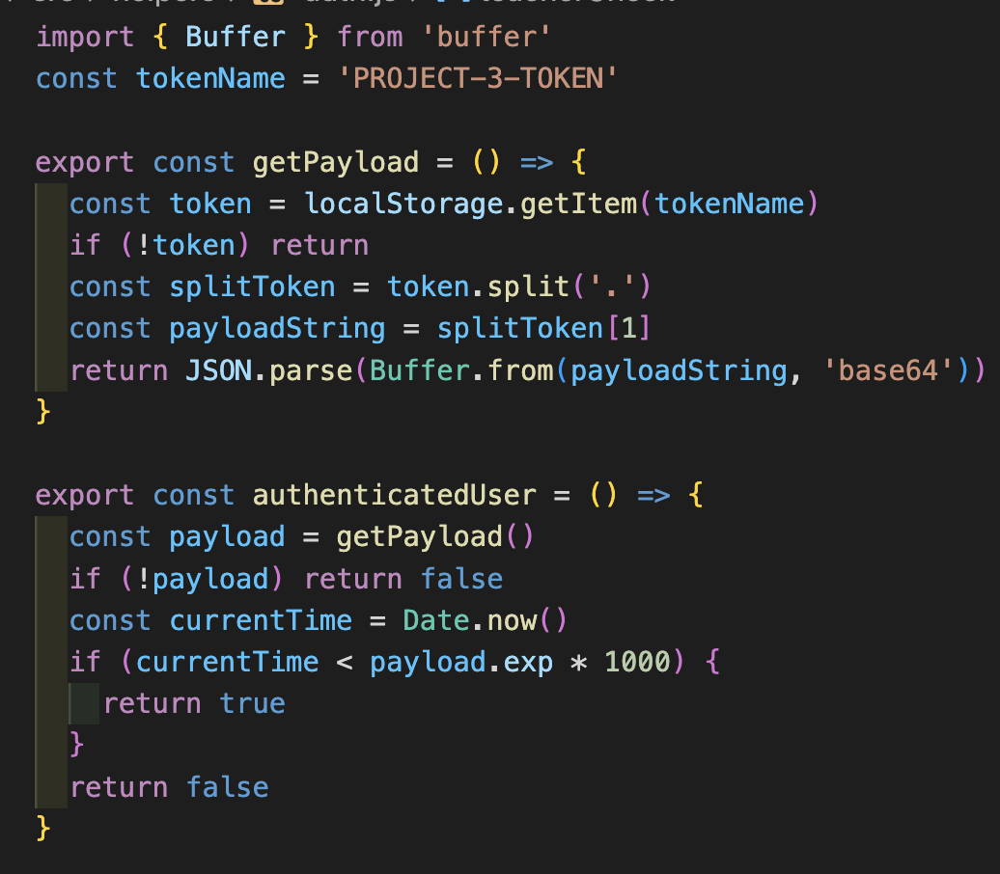 import { Buffer } from 'buffer'
const tokenName = 'PROJECT-3-TOKEN'
export const getPayload = () => {
  const token = localStorage.getItem(tokenName)
  if (!token) return
  const splitToken = token.split('.')
  const payloadString = splitToken[1]
  return JSON.parse(Buffer.from(payloadString, 'base64'))
}
export const authenticatedUser = () => {
  const payload = getPayload()
  if (!payload) return false
  const currentTime = Date.now()
  if (currentTime < payload.exp * 1000) {
    return true
  }
  return false
}